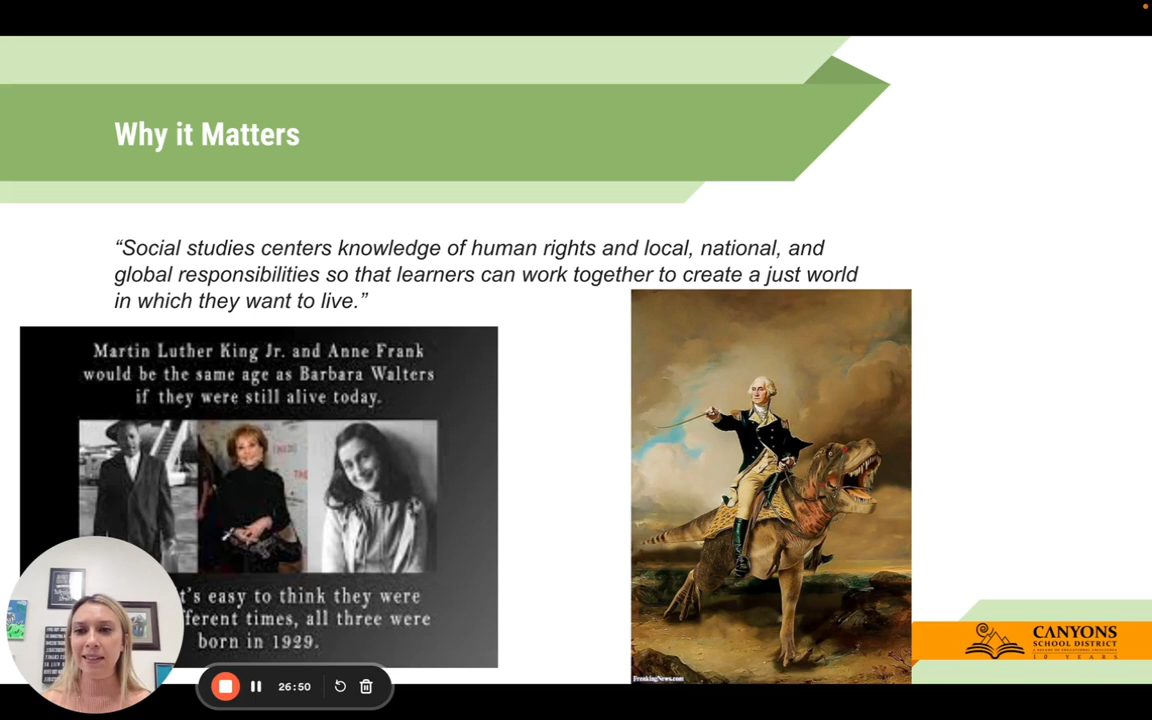 Why it Matters
“Social studies centers knowledge of human rights and local, national, and
global responsibilities so that learners can work together to create a just world
in which they want to live.”
Martin Luther King Jr. and Anne Frank
would be the same age as Barbara Walters
if they were still alive today.
t's easy to think they were
ferent times, all three were
born in 1929.
FreakingNews.com
CANYONS
SCHOOL DISTRICT
10 YEARS
26:50